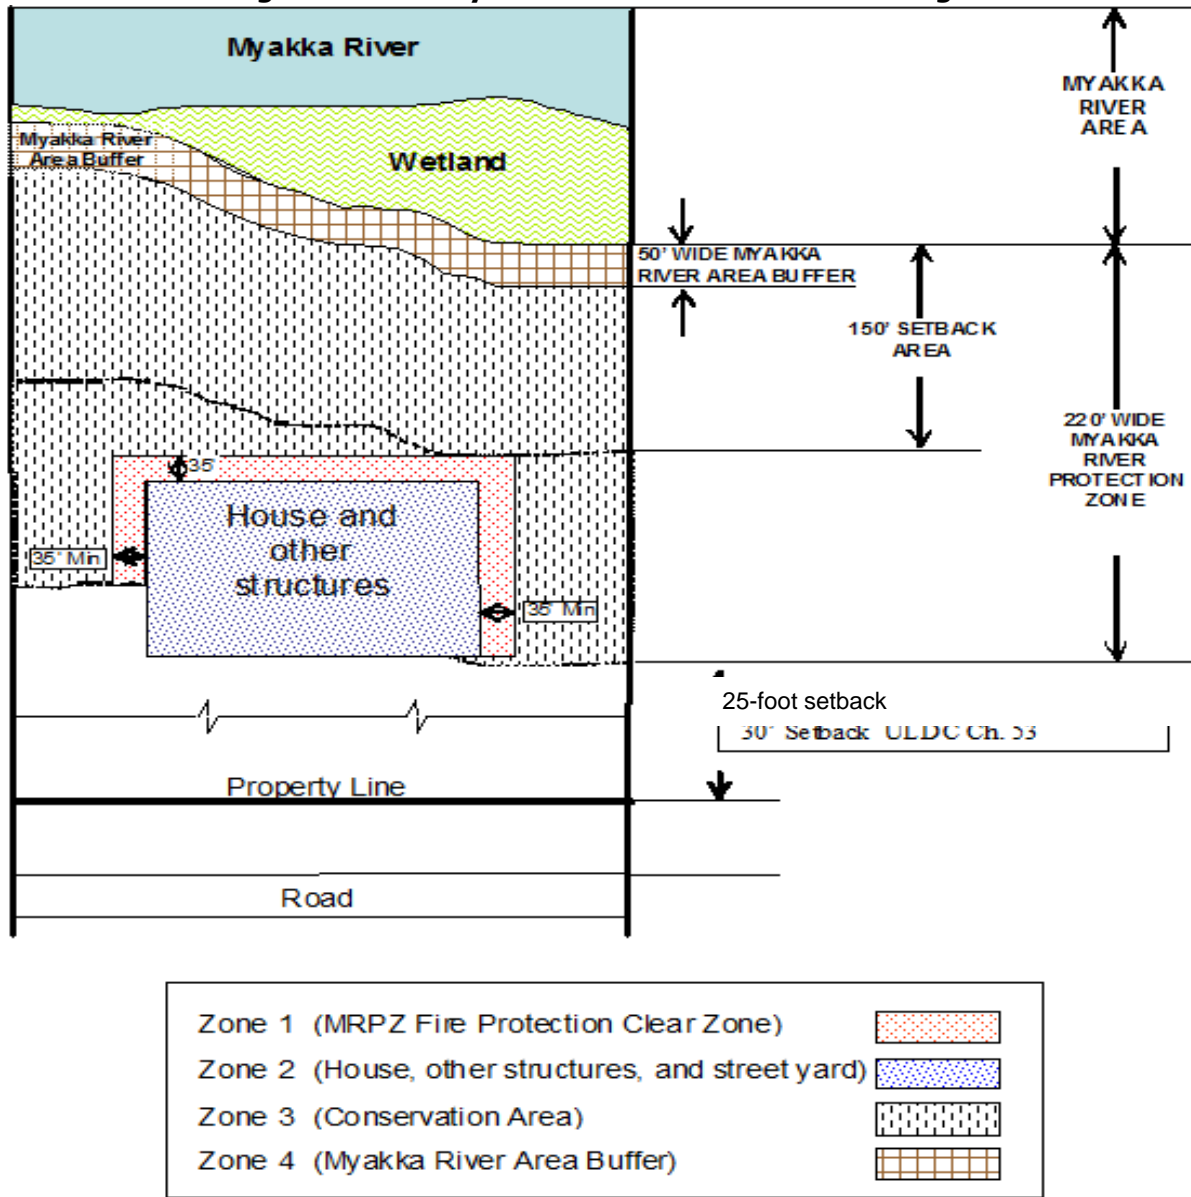 Myakka River
MYAKKA
RIVER
AREA
Myakka River
Area Buffer
Wetland
50' WIDE MYAKKA
RIVER AREA BUFFER
150' SETBACK
AREA
220' WIDE
MYAKKA
RIVER
PROTECTION
ZONE
35'
House and
other
structures
35' Min
35' Min
25-foot setback
30' Setback ULDC Ch. 53
Property Line
Road
Zone 1 (MRPZ Fire Protection Clear Zone)
Zone 2 (House, other structures, and street yard)
Zone 3 (Conservation Area)
Zone 4 (Myakka River Area Buffer)